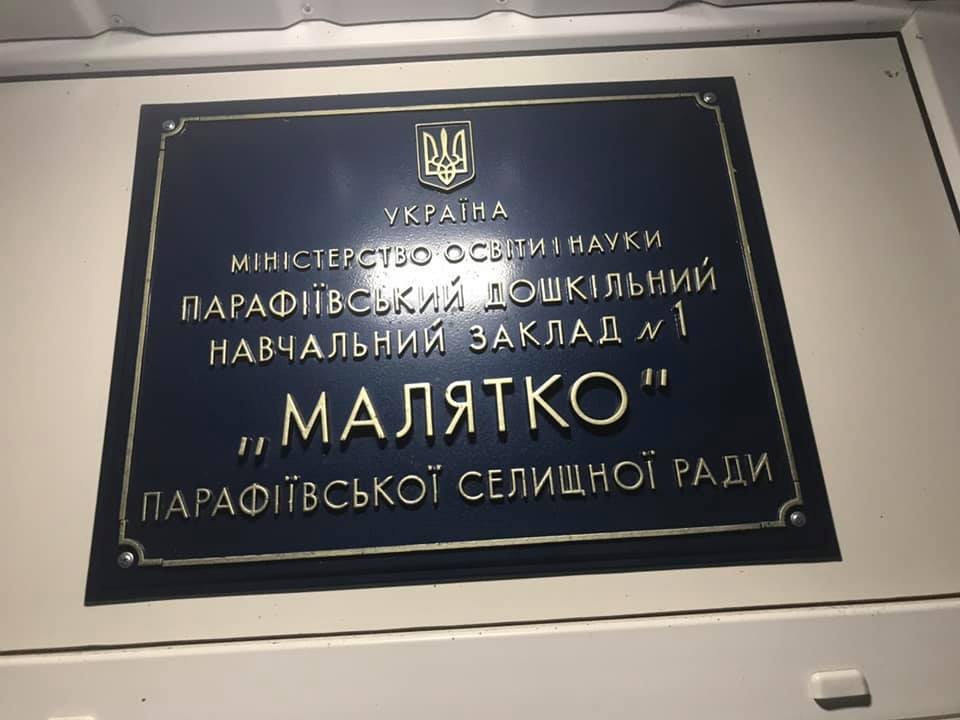 УКРАЇНА
МІНІСТЕРСТВО ОСВІТИ І НАУКИ
ПАРАФІЇВСЬКИЙ ДОШКІЛЬНИЙ
НАВЧАЛЬНИЙ ЗАКЛАД №1
„МАЛЯТКО"
ПАРАФІЇВСЬКОЇ СЕЛИЩНОЇ РАДИ